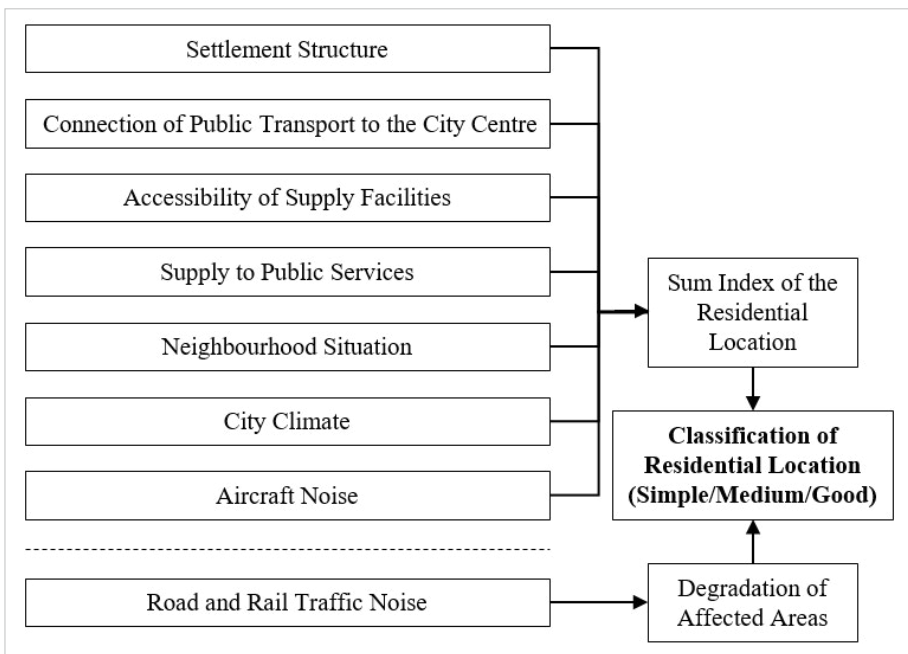 Settlement Structure
Connection of Public Transport to the City Centre
Accessibility of Supply Facilities
Supply to Public Services
Neighbourhood Situation
City Climate
Aircraft Noise
Road and Rail Traffic Noise
Sum Index of the
Residential
Location
Classification of
Residential Location
(Simple/Medium/Good)
Degradation of
Affected Areas